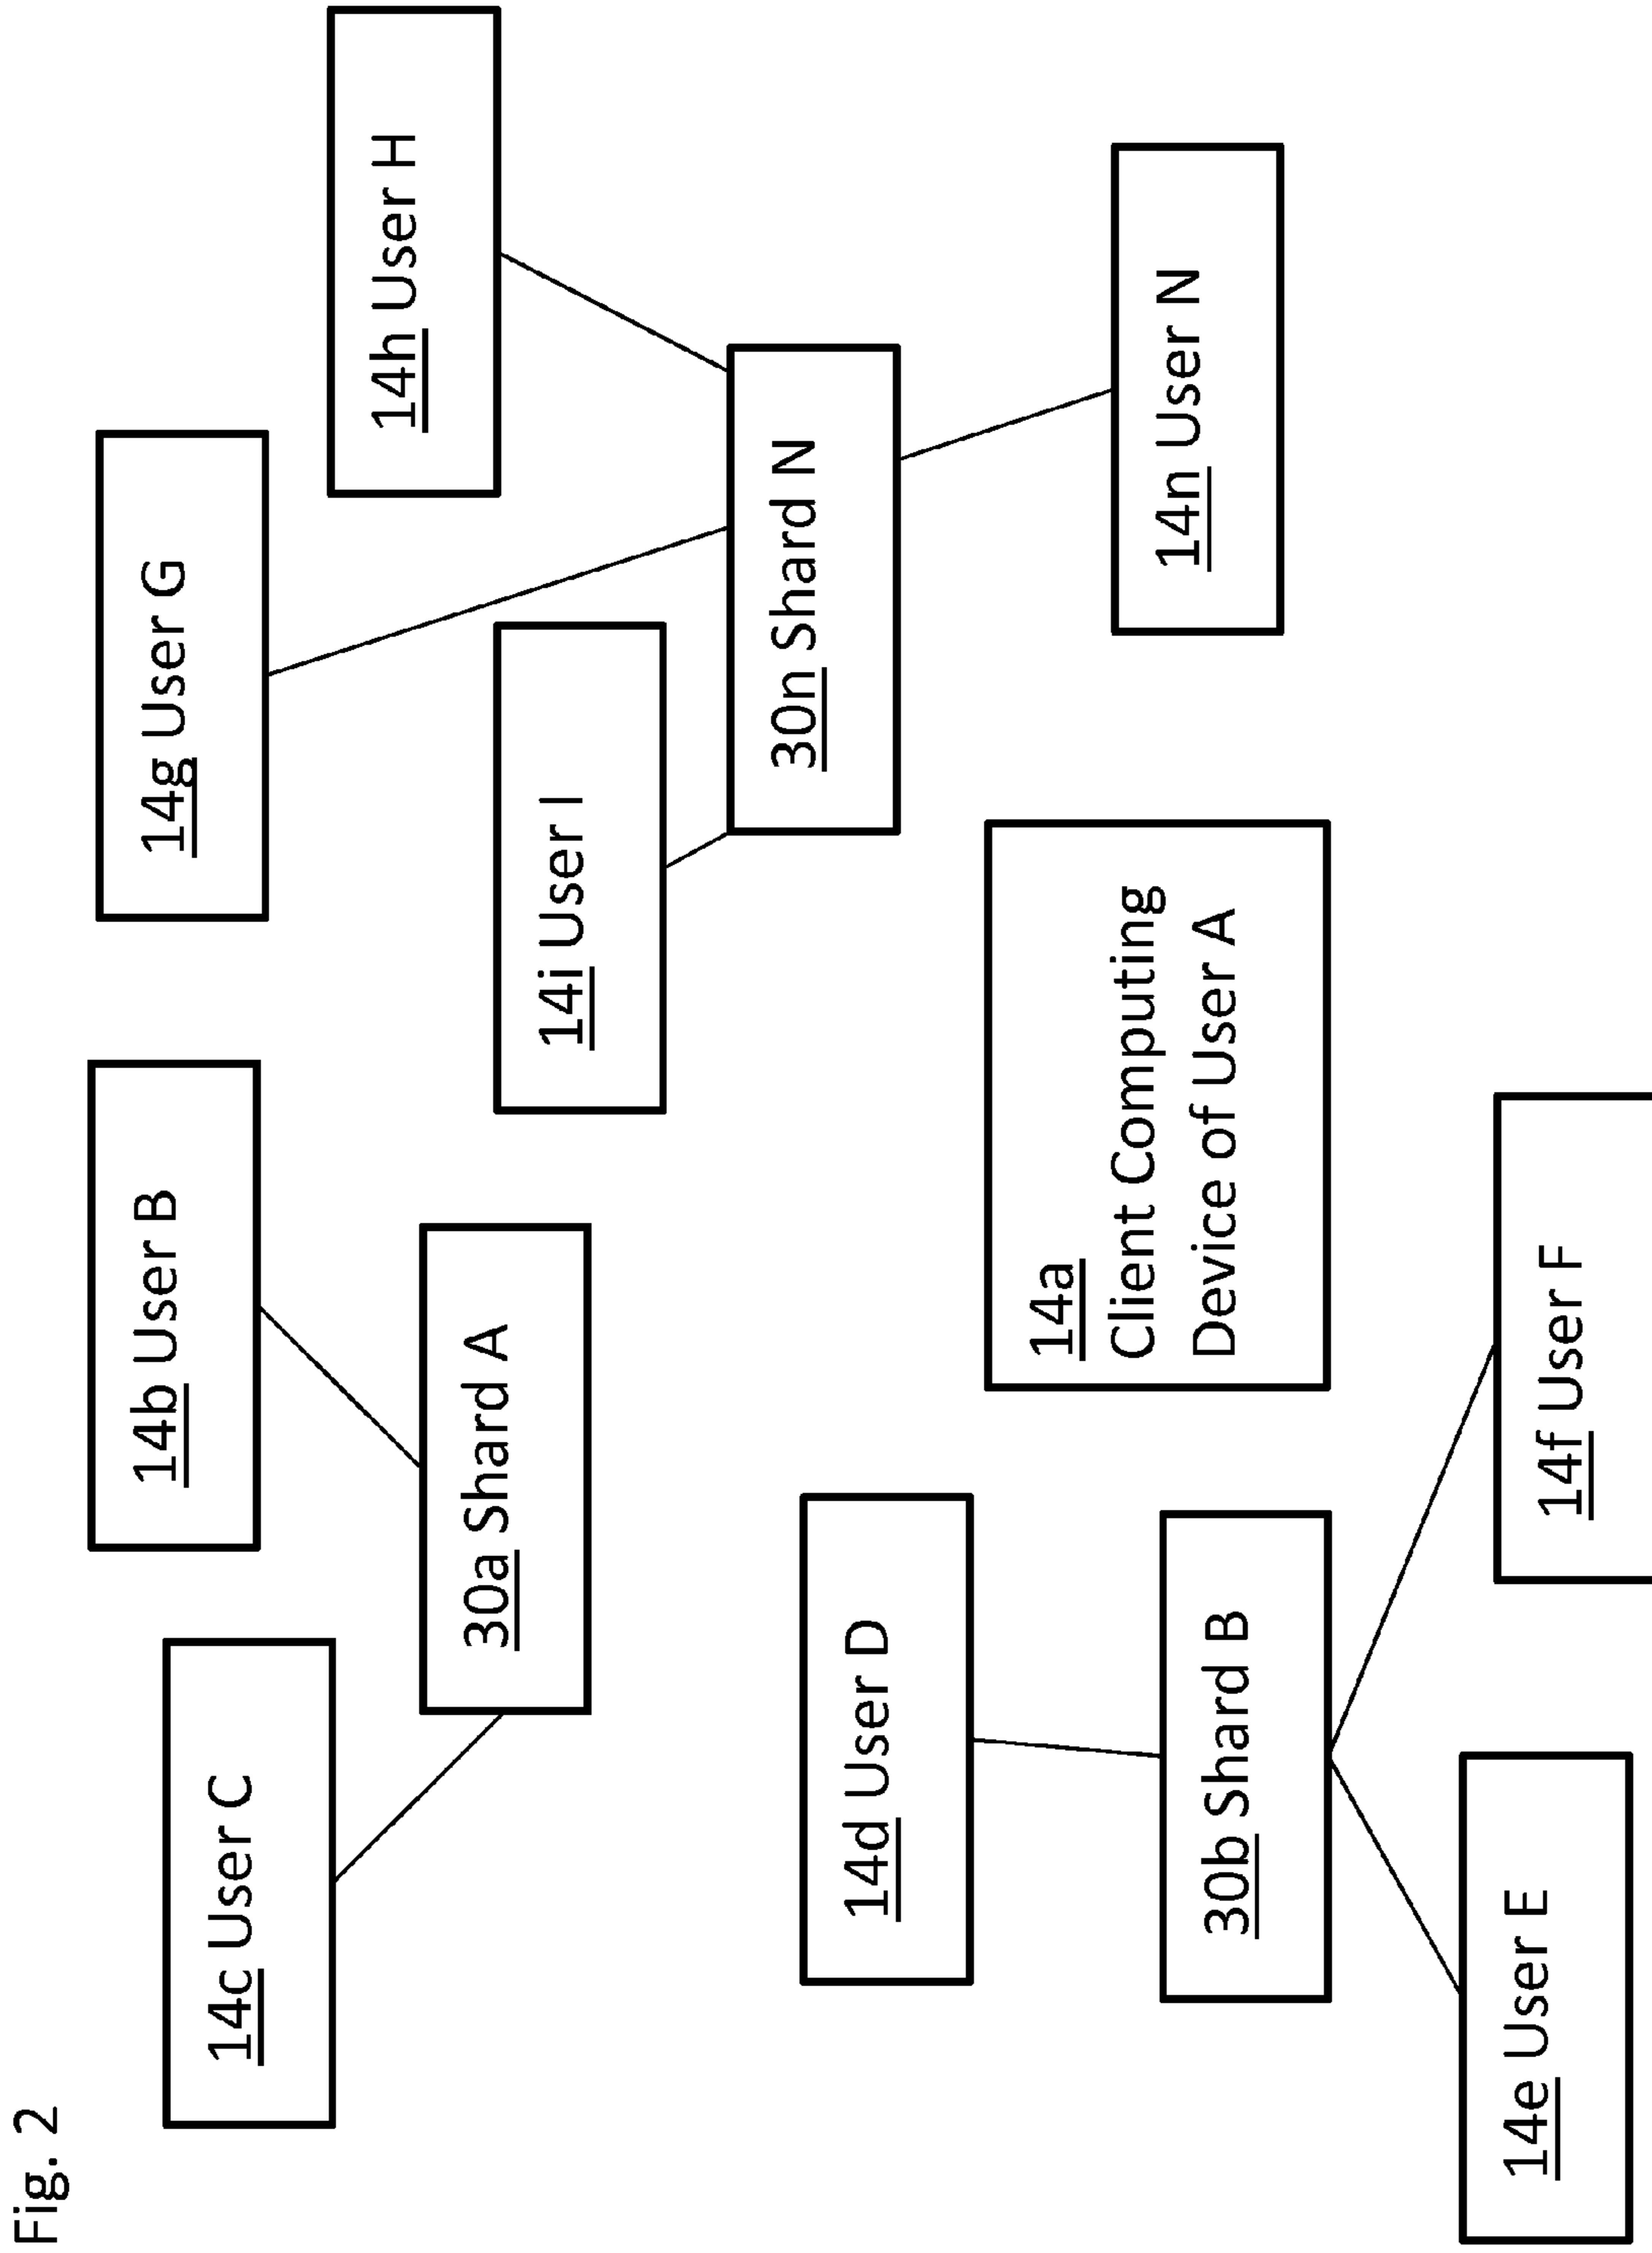 Fig. 2
14c User C
14b User B
14g User G
14h User H
30a Shard A
14i User I
30n Shard N
14d User D
14a
Client Computing
Device of User A
14n User N
30b Shard B
14e User E
14f User F